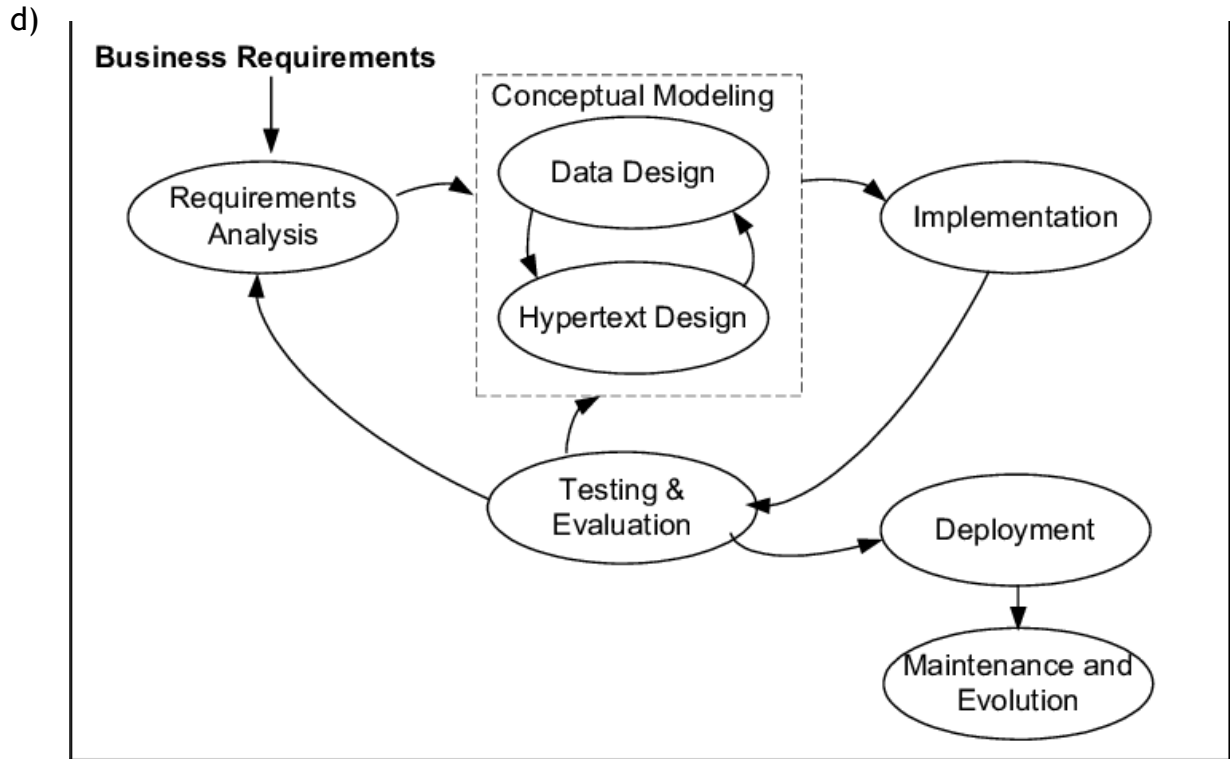 d)
Business Requirements
Conceptual Modeling
Requirements
Analysis
Data Design
Hypertext Design
Implementation
Testing &
Evaluation
Deployment
Maintenance and
Evolution